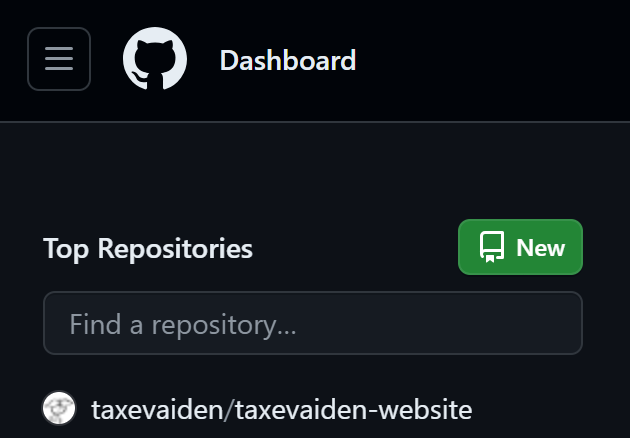 Dashboard
Top Repositories
New
Find a repository...
taxevaiden/taxevaiden-website